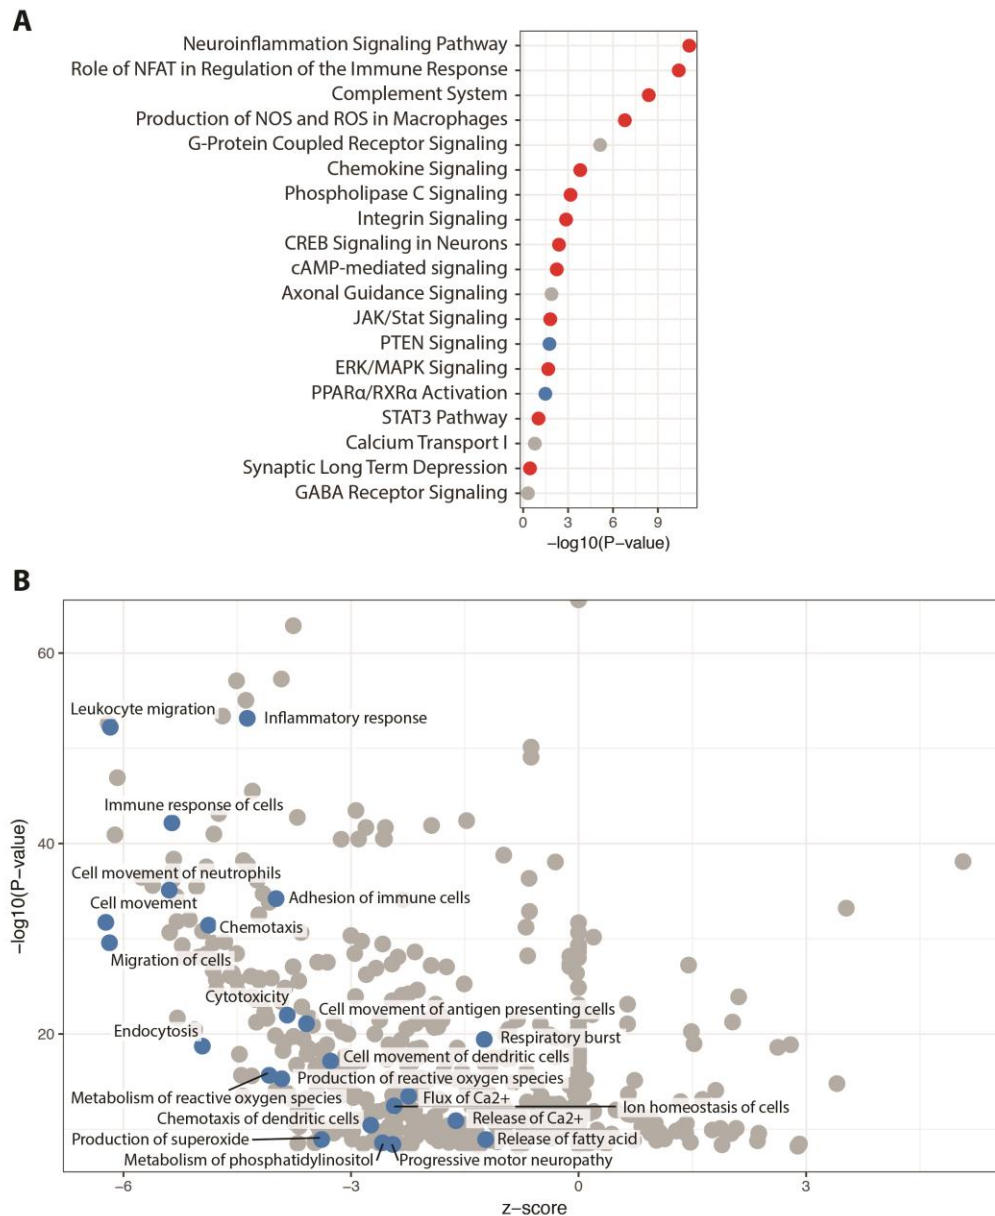 A
Neuroinflammation Signaling Pathway
Role of NFAT in Regulation of the Immune Response
Complement System
Production of NOS and ROS in Macrophages
G-Protein Coupled Receptor Signaling
Chemokine Signaling
Phospholipase C Signaling
Integrin Signaling
CREB Signaling in Neurons
cAMP-mediated signaling
Axonal Guidance Signaling
JAK/Stat Signaling
PTEN Signaling
ERK/MAPK Signaling
PPARα/RXRα Activation
STAT3 Pathway
Calcium Transport I
Synaptic Long Term Depression
GABA Receptor Signaling
0 3 6 9
−log10(P−value)
B
−log10(P−value)
60
40
20
Leukocyte migration
Inflammatory response
Immune response of cells
Cell movement of neutrophils
Adhesion of immune cells
Cell movement
Chemotaxis
Migration of cells
Cytotoxicity
Cell movement of antigen presenting cells
Endocytosis
Respiratory burst
Cell movement of dendritic cells
Production of reactive oxygen species
Metabolism of reactive oxygen species
Flux of Ca2+
Ion homeostasis of cells
Chemotaxis of dendritic cells
Release of Ca2+
Production of superoxide
Release of fatty acid
Metabolism of phosphatidylinositol
Progressive motor neuropathy
−6 −3 0 3
z−score